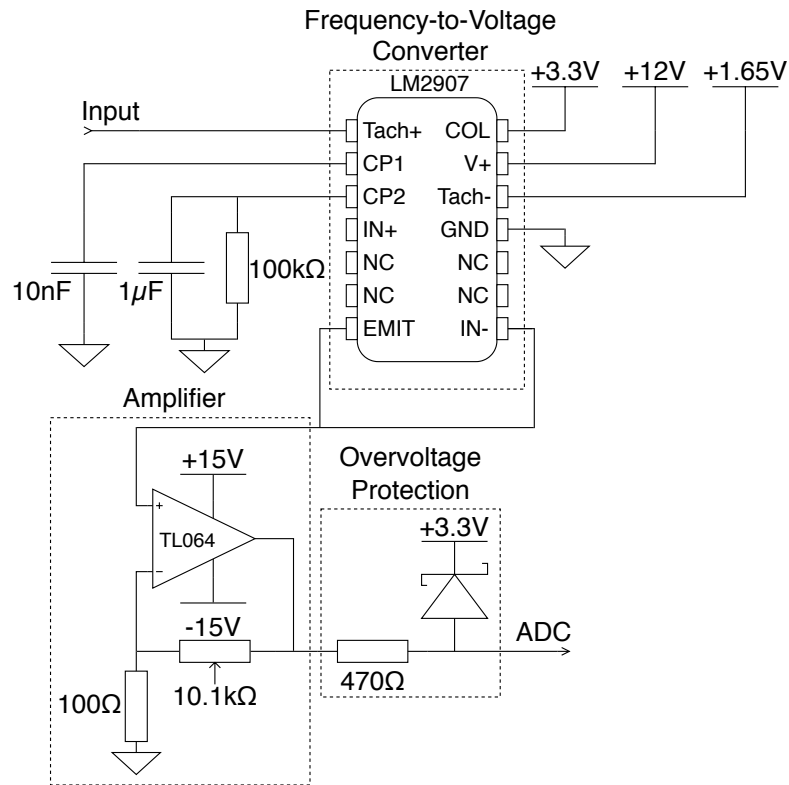 Frequency-to-Voltage
Converter
LM2907
+3.3V
+12V
+1.65V
Input
Tach+
COL
CP1
V+
CP2
Tach-
IN+
GND
NC
NC
NC
NC
EMIT
IN-
10nF
1µF
100kΩ
Amplifier
+15V
+
TL064
−
-15V
10.1kΩ
100Ω
Overvoltage
Protection
+3.3V
470Ω
ADC